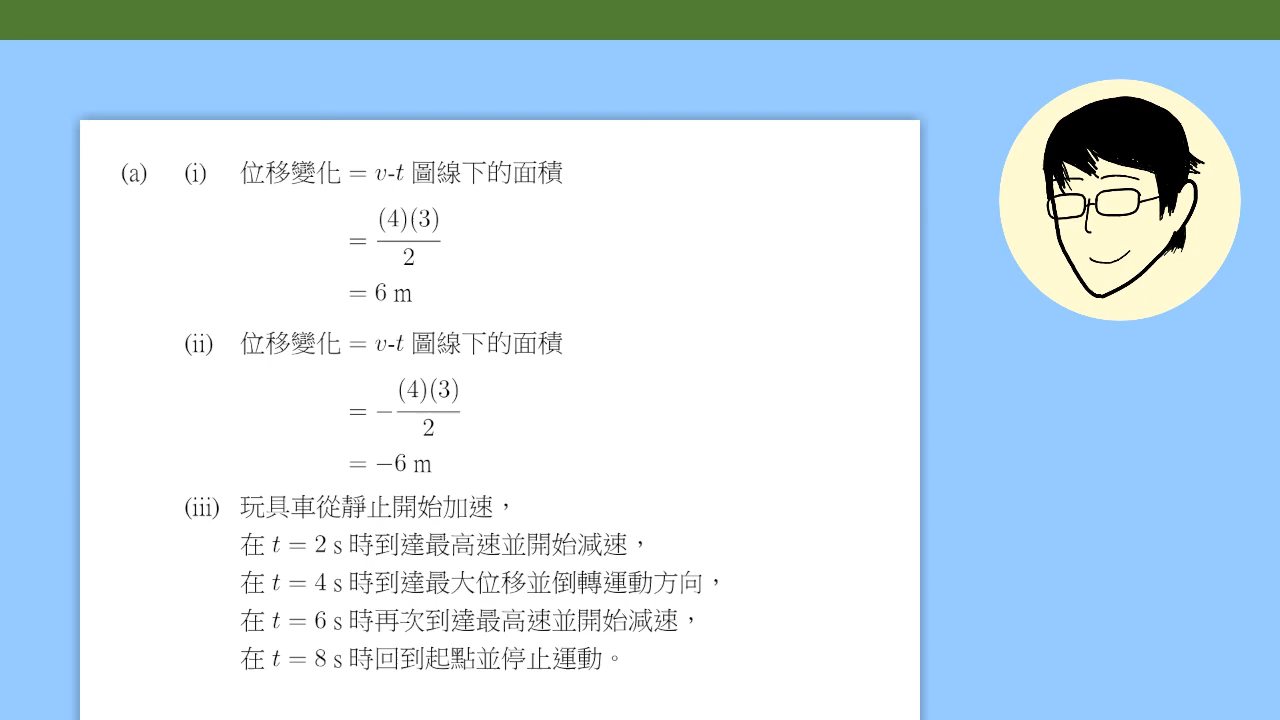 (a) (i) 位移變化 = v-t 圖線下的面積
= (4)(3) / 2
= 6 m
(ii) 位移變化 = v-t 圖線下的面積
= −(4)(3) / 2
= −6 m
(iii) 玩具車從靜止開始加速，
在 t = 2 s 時到達最高速並開始減速，
在 t = 4 s 時到達最大位移並倒轉運動方向，
在 t = 6 s 時再次到達最高速並開始減速，
在 t = 8 s 時回到起點並停止運動。